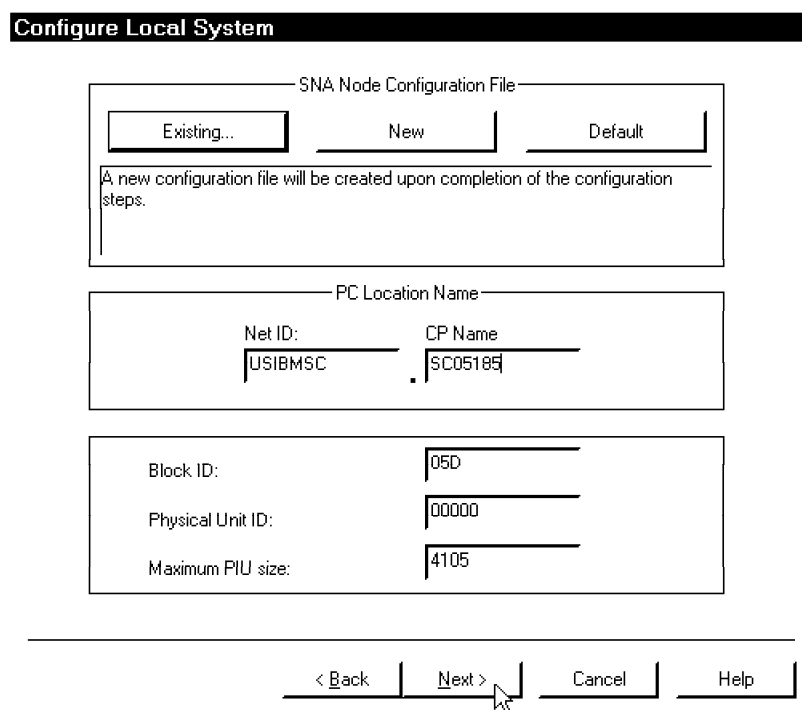 Configure Local System
SNA Node Configuration File
Existing... New Default
A new configuration file will be created upon completion of the configuration
steps.
PC Location Name
Net ID: CP Name
USIBMSC . SC05185
Block ID: 05D
Physical Unit ID: 00000
Maximum PIU size: 4105
< Back Next > Cancel Help